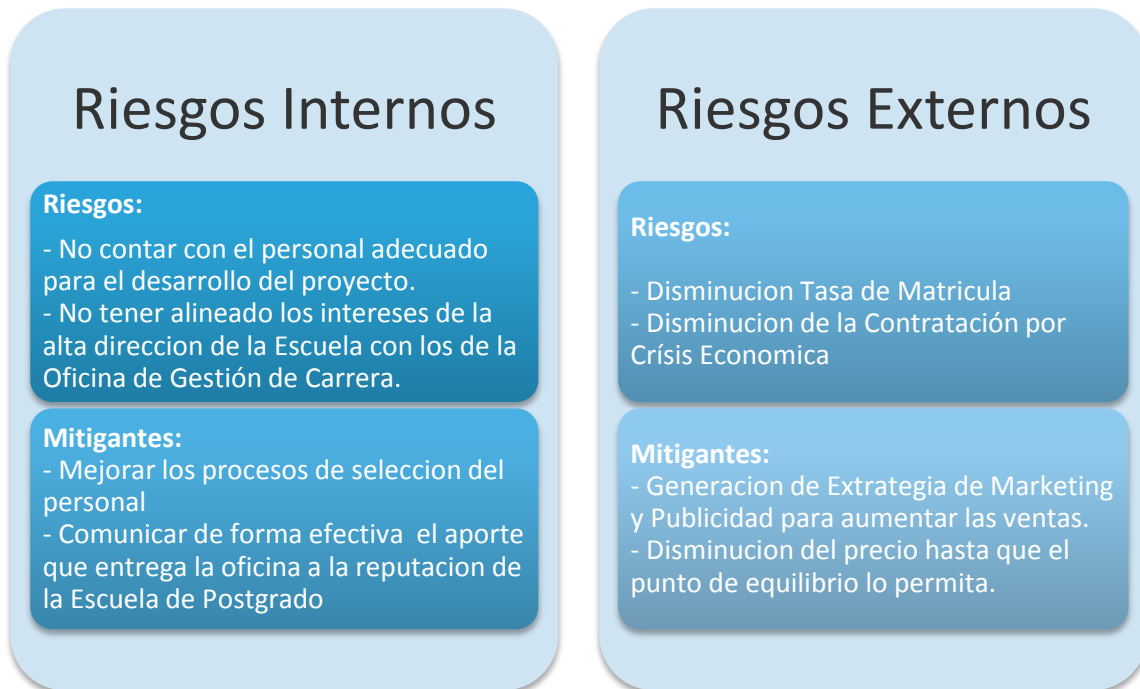 Riesgos Internos
Riesgos:
- No contar con el personal adecuado
para el desarrollo del proyecto.
- No tener alineado los intereses de la
alta direccion de la Escuela con los de la
Oficina de Gestión de Carrera.
Mitigantes:
- Mejorar los procesos de seleccion del
personal
- Comunicar de forma efectiva  el aporte
que entrega la oficina a la reputacion de
la Escuela de Postgrado
Riesgos Externos
Riesgos:
- Disminucion Tasa de Matricula
- Disminucion de la Contratación por
Crísis Economica
Mitigantes:
- Generacion de Extrategia de Marketing
y Publicidad para aumentar las ventas.
- Disminucion del precio hasta que el
punto de equilibrio lo permita.